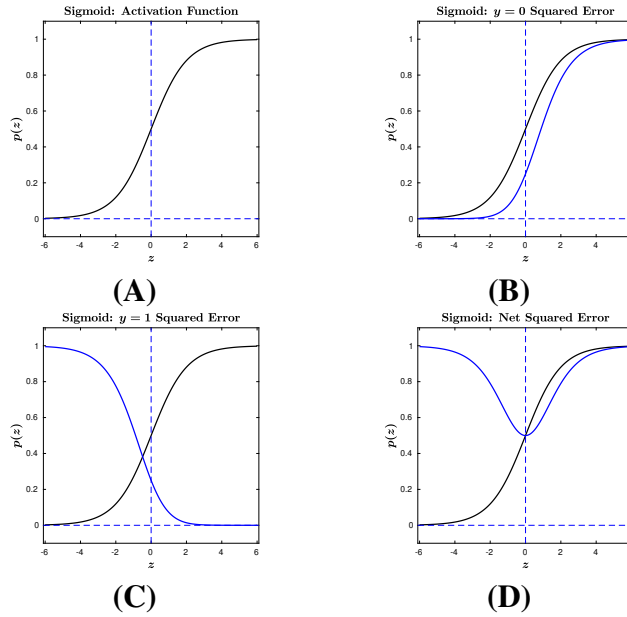 Sigmoid: Activation Function
p(z)
1
0.8
0.6
0.4
0.2
0
-6 -4 -2 0 2 4 6
z
(A)
Sigmoid: y = 0 Squared Error
p(z)
1
0.8
0.6
0.4
0.2
0
-6 -4 -2 0 2 4
z
(B)
Sigmoid: y = 1 Squared Error
p(z)
1
0.8
0.6
0.4
0.2
0
-6 -4 -2 0 2 4 6
z
(C)
Sigmoid: Net Squared Error
p(z)
1
0.8
0.6
0.4
0.2
0
-6 -4 -2 0 2 4
z
(D)